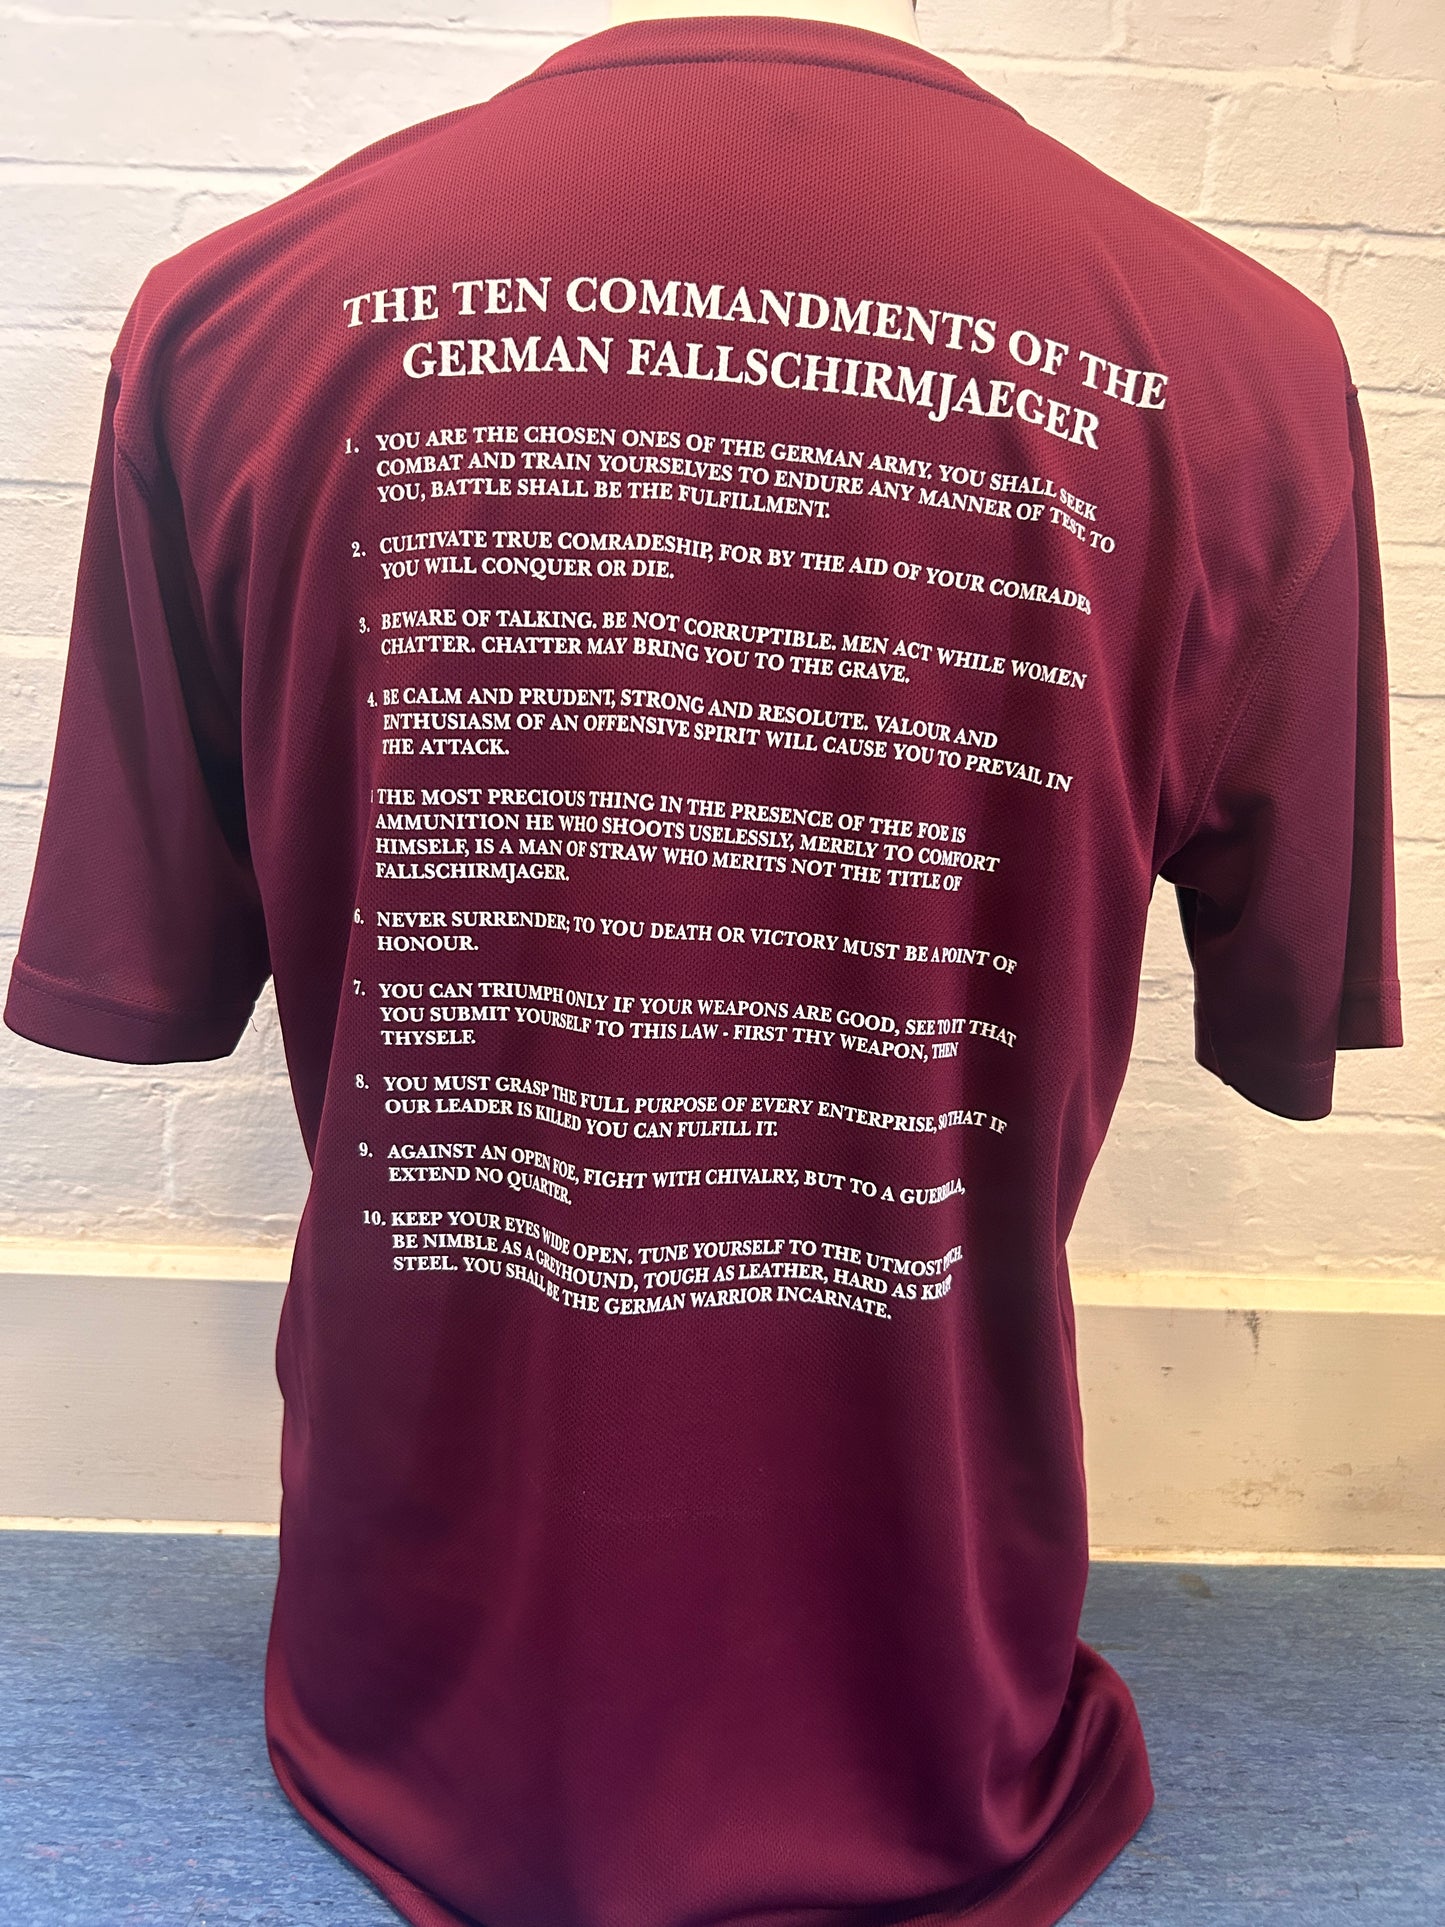 THE TEN COMMANDMENTS OF THE
GERMAN FALLSCHIRMJAEGER
1. YOU ARE THE CHOSEN ONES OF THE GERMAN ARMY. YOU SHALL SEEK
COMBAT AND TRAIN YOURSELVES TO ENDURE ANY MANNER OF TEST, TO
YOU, BATTLE SHALL BE THE FULFILLMENT.
2. CULTIVATE TRUE COMRADESHIP, FOR BY THE AID OF YOUR COMRADES
YOU WILL CONQUER OR DIE.
3. BEWARE OF TALKING. BE NOT CORRUPTIBLE. MEN ACT WHILE WOMEN
CHATTER. CHATTER MAY BRING YOU TO THE GRAVE.
4. BE CALM AND PRUDENT, STRONG AND RESOLUTE. VALOUR AND
ENTHUSIASM OF AN OFFENSIVE SPIRIT WILL CAUSE YOU TO PREVAIL IN
THE ATTACK.
THE MOST PRECIOUS THING IN THE PRESENCE OF THE FOE IS
AMMUNITION HE WHO SHOOTS USELESSLY, MERELY TO COMFORT
HIMSELF, IS A MAN OF STRAW WHO MERITS NOT THE TITLE OF
FALLSCHIRMJAGER.
6. NEVER SURRENDER; TO YOU DEATH OR VICTORY MUST BE A POINT OF
HONOUR.
7. YOU CAN TRIUMPH ONLY IF YOUR WEAPONS ARE GOOD, SEE TO IT THAT
YOU SUBMIT YOURSELF TO THIS LAW - FIRST THY WEAPON, THEN
THYSELF.
8. YOU MUST GRASP THE FULL PURPOSE OF EVERY ENTERPRISE, SO THAT IF
OUR LEADER IS KILLED YOU CAN FULFILL IT.
9. AGAINST AN OPEN FOE, FIGHT WITH CHIVALRY, BUT TO A GUERRILLA,
EXTEND NO QUARTER.
10. KEEP YOUR EYES WIDE OPEN. TUNE YOURSELF TO THE UTMOST PITCH.
BE NIMBLE AS A GREYHOUND, TOUGH AS LEATHER, HARD AS KRUPP
STEEL. YOU SHALL BE THE GERMAN WARRIOR INCARNATE.